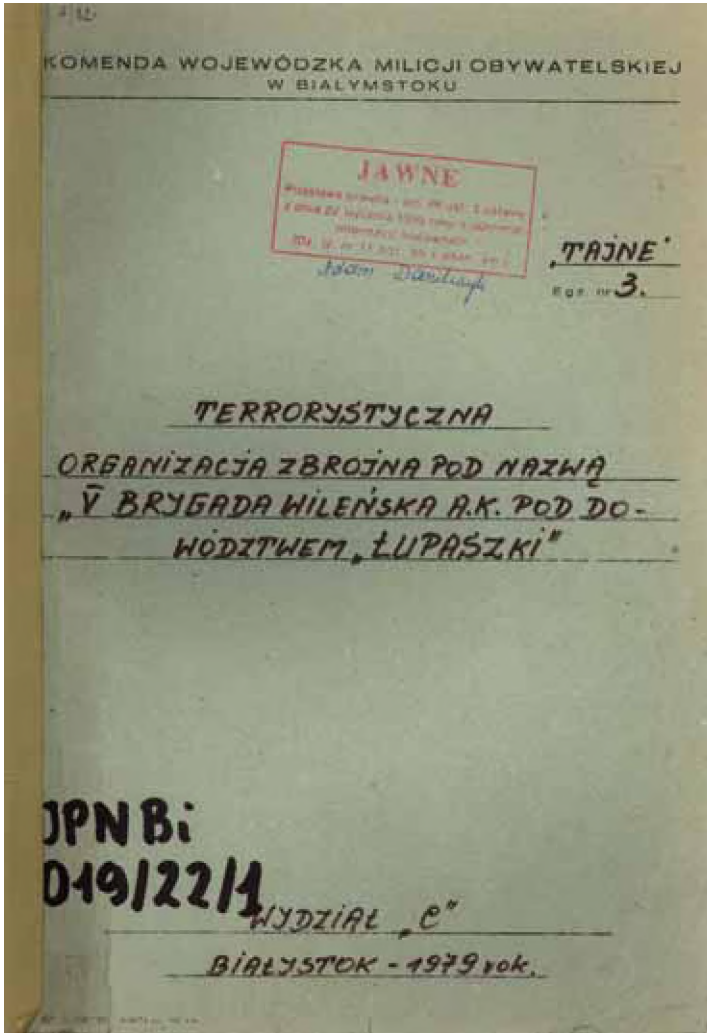 KOMENDA WOJEWÓDZKA MILICJI OBYWATELSKIEJ
W BIAŁYMSTOKU
JAWNE
„TAJNE"
Egz. nr 3.
TERRORYSTYCZNA
ORGANIZACJA ZBROJNA POD NAZWĄ
„V BRYGADA WILEŃSKA A.K. POD DO-
WÓDZTWEM „ŁUPASZKI"
IPN Bi
019/22/1
WYDZIAŁ „C"
BIAŁYSTOK - 1979 rok.